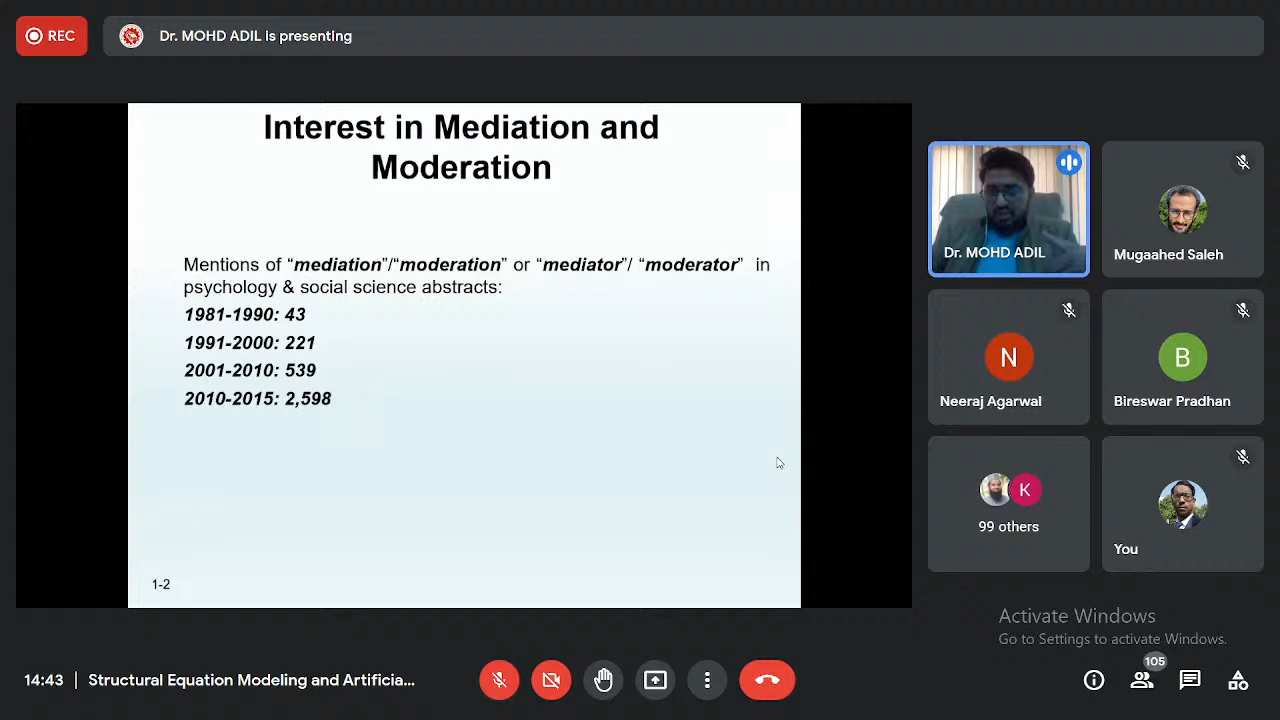 REC
Dr. MOHD ADIL is presenting
Interest in Mediation and
Moderation
Mentions of “mediation”/“moderation” or “mediator”/ “moderator” in
psychology & social science abstracts:
1981-1990: 43
1991-2000: 221
2001-2010: 539
2010-2015: 2,598
1-2
Dr. MOHD ADIL
Mugaahed Saleh
N
Neeraj Agarwal
B
Bireswar Pradhan
K
99 others
You
Activate Windows
Go to Settings to activate Windows.
14:43 | Structural Equation Modeling and Artificia...
105